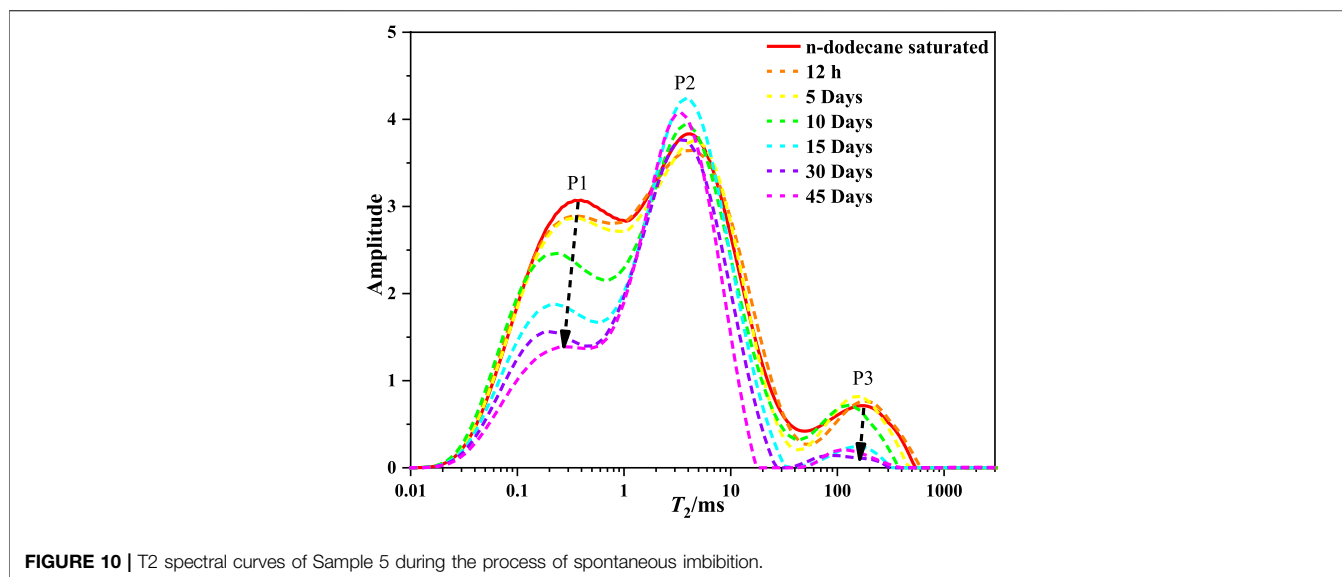 5
4
3
2
1
0
Amplitude
P1
P2
P3
n-dodecane saturated
12 h
5 Days
10 Days
15 Days
30 Days
45 Days
0.01 0.1 1 10 100 1000
T2/ms
FIGURE 10 | T2 spectral curves of Sample 5 during the process of spontaneous imbibition.